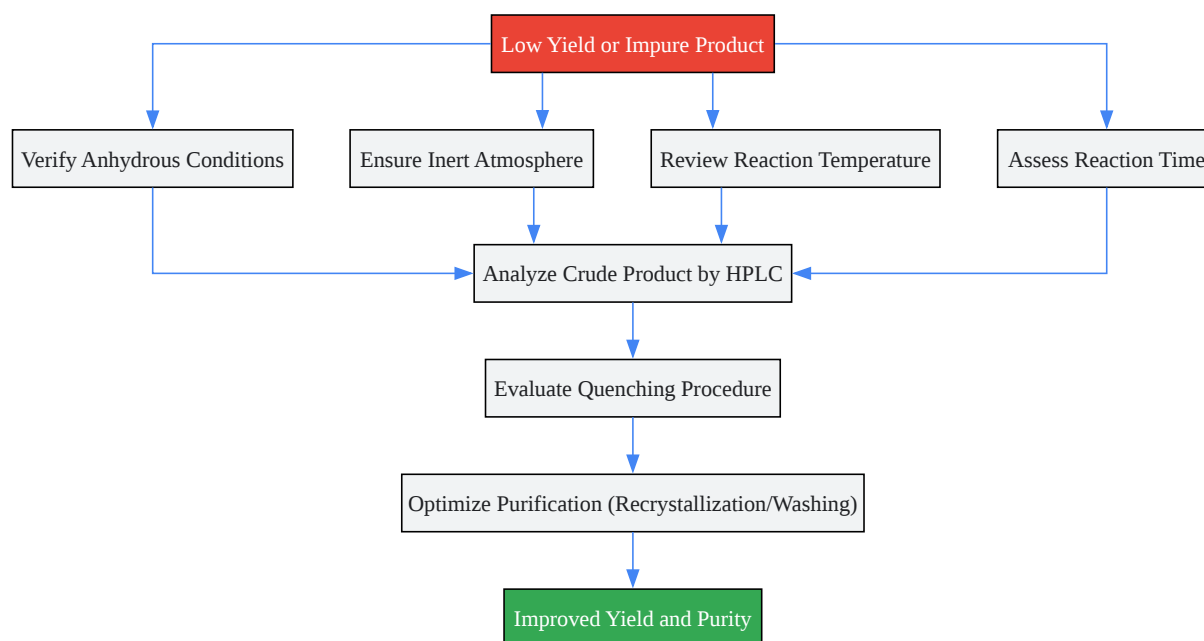 Low Yield or Impure Product
Verify Anhydrous Conditions
Ensure Inert Atmosphere
Review Reaction Temperature
Assess Reaction Time
Analyze Crude Product by HPLC
Evaluate Quenching Procedure
Optimize Purification (Recrystallization/Washing)
Improved Yield and Purity